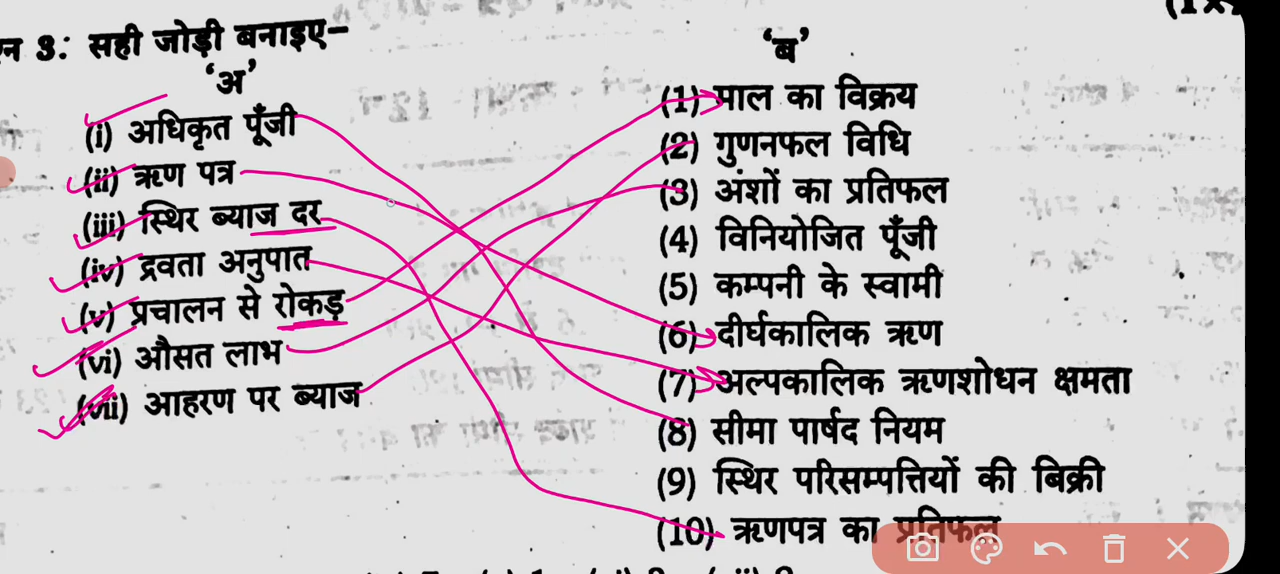 न 3: सही जोड़ी बनाइए–
'अ' 'ब'
(i) अधिकृत पूँजी (1) माल का विक्रय
(ii) ऋण पत्र (2) गुणनफल विधि
(iii) स्थिर ब्याज दर (3) अंशों का प्रतिफल
(iv) द्रवता अनुपात (4) विनियोजित पूँजी
(v) प्रचालन से रोकड़ (5) कम्पनी के स्वामी
(vi) औसत लाभ (6) दीर्घकालिक ऋण
(vii) आहरण पर ब्याज (7) अल्पकालिक ऋणशोधन क्षमता
(8) सीमा पार्षद नियम
(9) स्थिर परिसम्पत्तियों की बिक्री
(10) ऋणपत्र का प्रतिफल